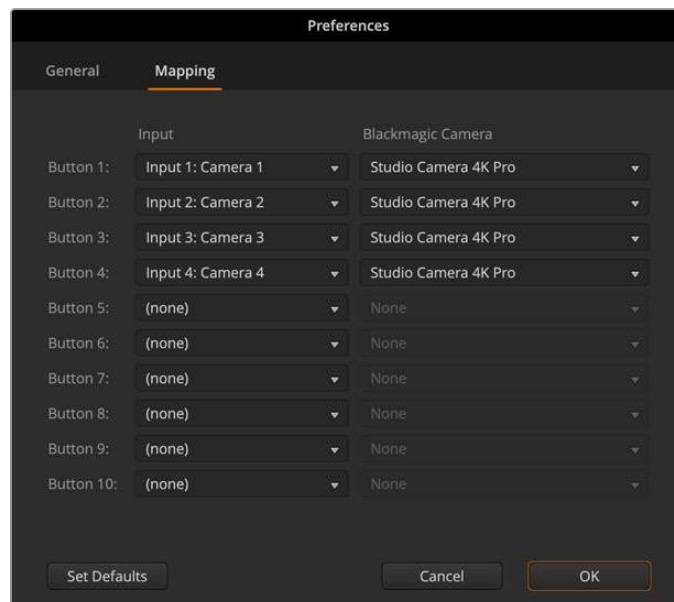 Preferences
General Mapping
Input Blackmagic Camera
Button 1: Input 1: Camera 1 Studio Camera 4K Pro
Button 2: Input 2: Camera 2 Studio Camera 4K Pro
Button 3: Input 3: Camera 3 Studio Camera 4K Pro
Button 4: Input 4: Camera 4 Studio Camera 4K Pro
Button 5: (none) None
Button 6: (none) None
Button 7: (none) None
Button 8: (none) None
Button 9: (none) None
Button 10: (none) None
Set Defaults Cancel OK